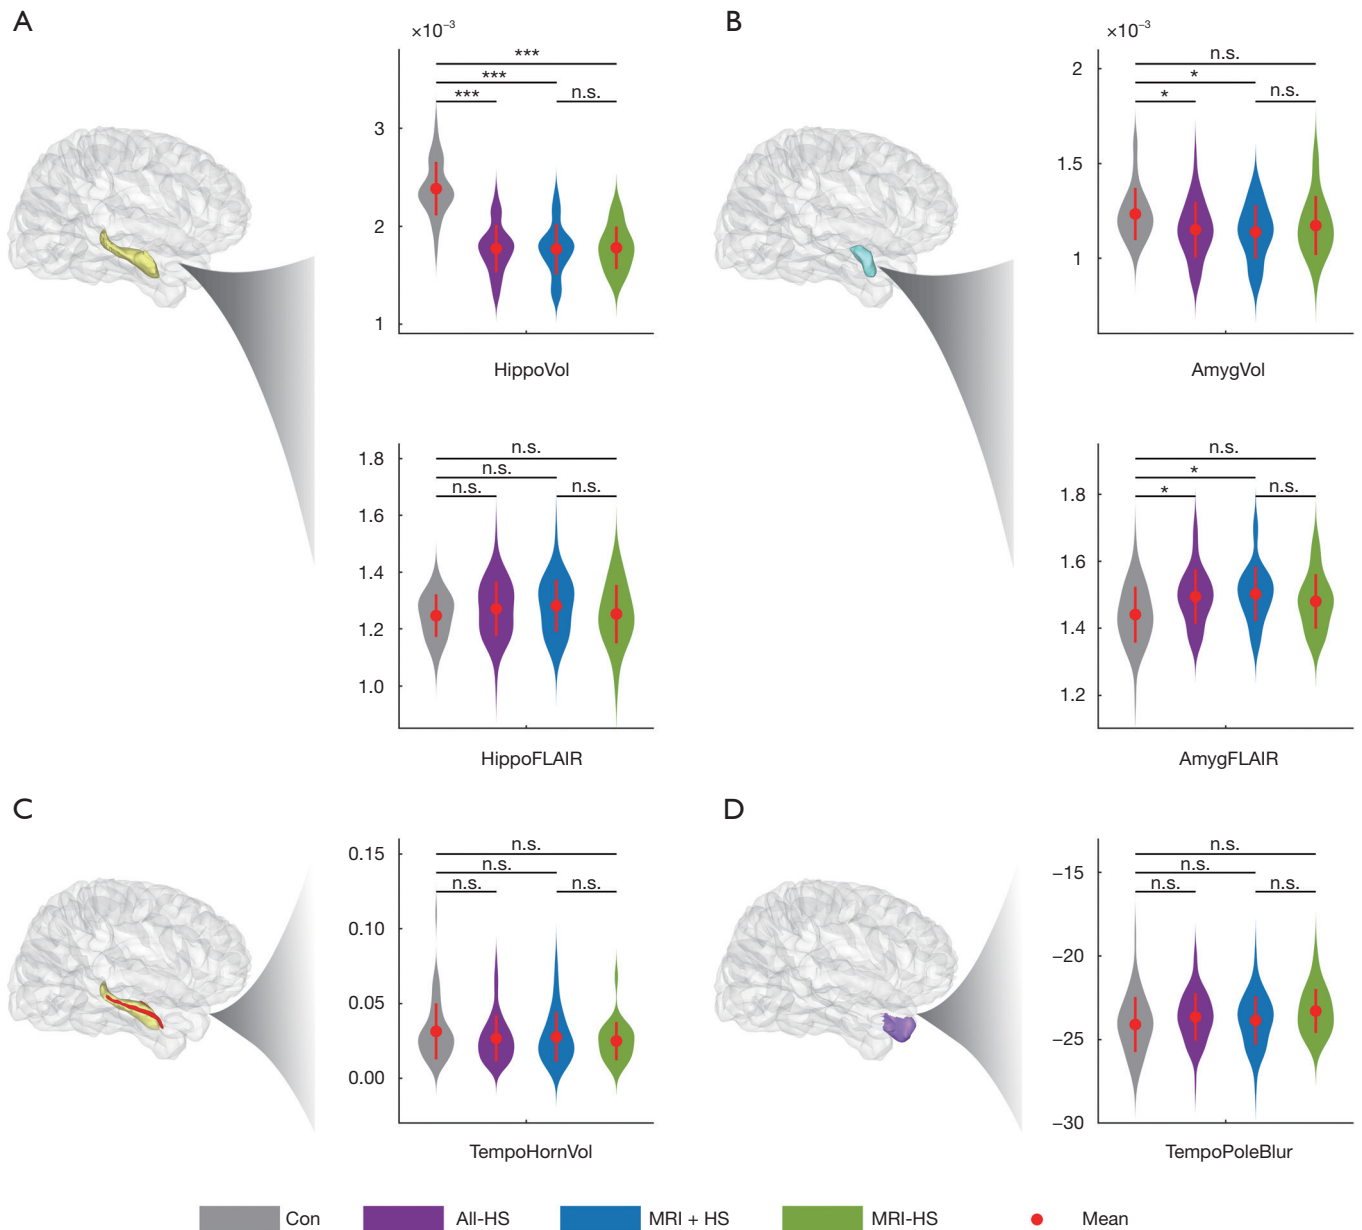 A
×10⁻³
***
***
*** n.s.
3
2
1
HippoVol
n.s.
n.s.
n.s. n.s.
1.8
1.6
1.4
1.2
1.0
HippoFLAIR
B
×10⁻³
n.s.
*
* n.s.
2
1.5
1
AmygVol
n.s.
*
* n.s.
1.8
1.6
1.4
1.2
AmygFLAIR
C
n.s.
n.s.
n.s. n.s.
0.15
0.10
0.05
0.00
TempoHornVol
D
n.s.
n.s.
n.s. n.s.
−15
−20
−25
−30
TempoPoleBlur
Con All-HS MRI + HS MRI-HS Mean